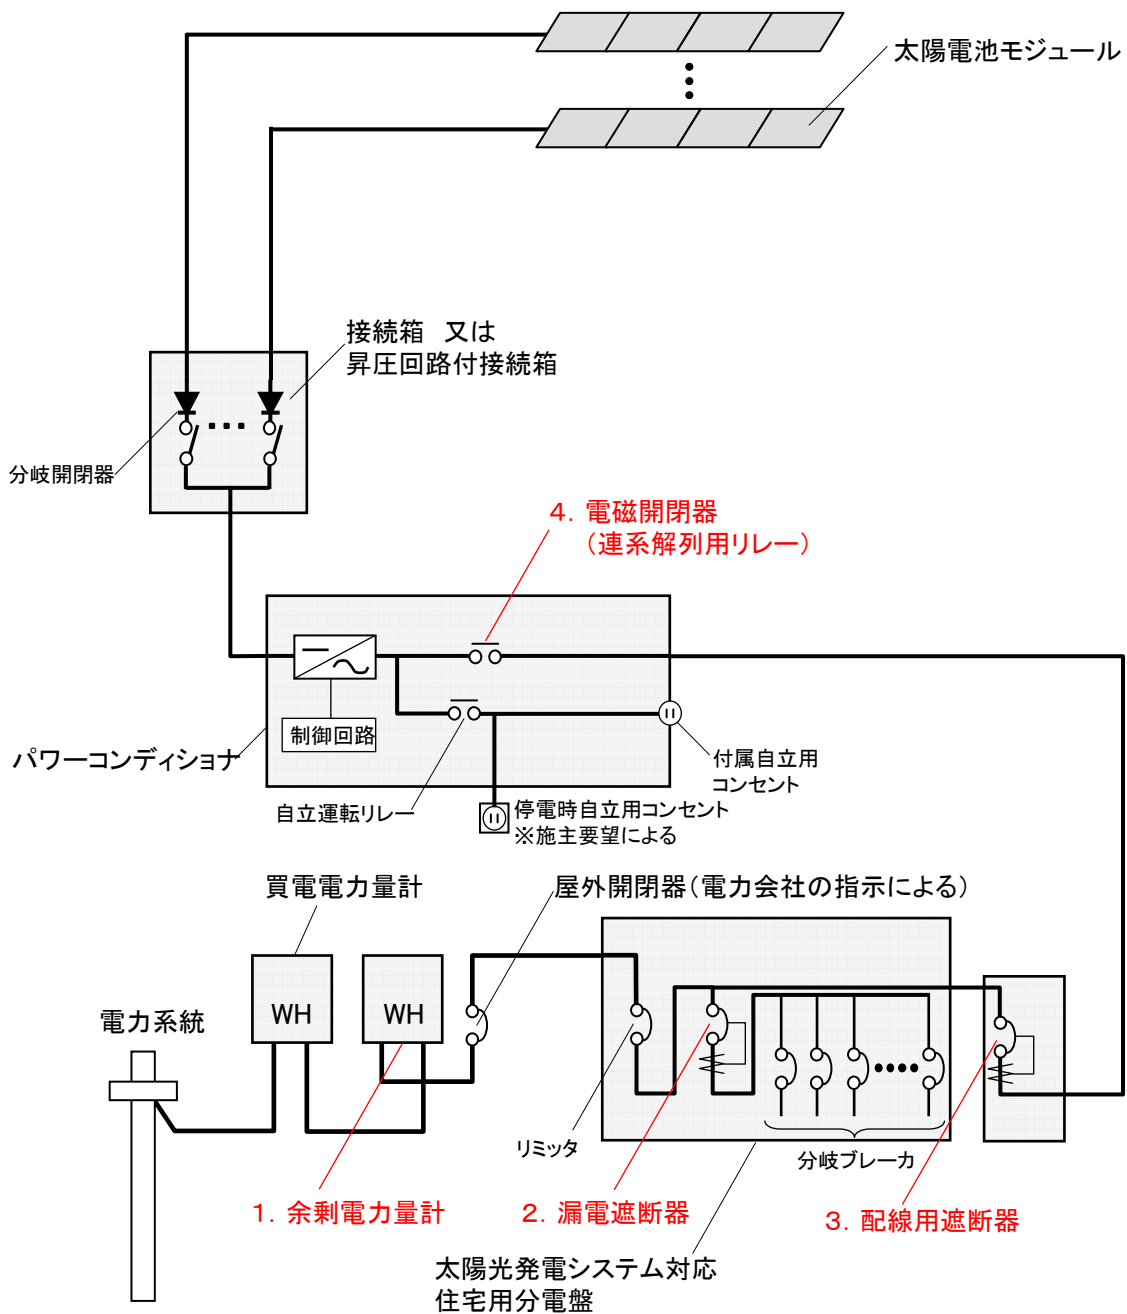 太陽電池モジュール
接続箱　又は
昇圧回路付接続箱
分岐開閉器
４．電磁開閉器
（連系解列用リレー）
制御回路
パワーコンディショナ
付属自立用
コンセント
自立運転リレー
停電時自立用コンセント
※施主要望による
買電電力量計
屋外開閉器（電力会社の指示による）
WH
WH
電力系統
リミッタ
分岐ブレーカ
１．余剰電力量計
２．漏電遮断器
３．配線用遮断器
太陽光発電システム対応
住宅用分電盤